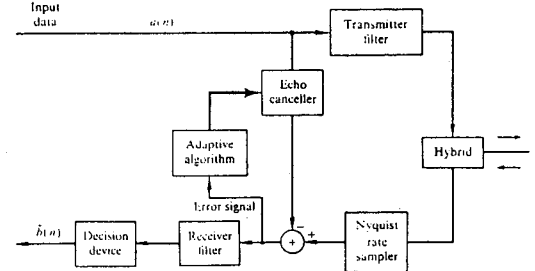 Input
data
a(n)
Transmitter
filter
Echo
canceller
Adaptive
algorithm
Hybrid
Error signal
− +
+
b̂(n)
Decision
device
Receiver
filter
Nyquist
rate
sampler